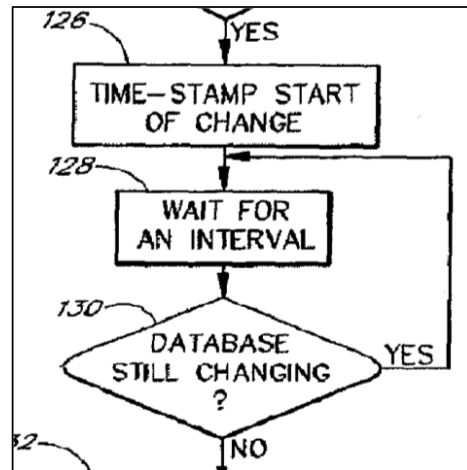 126
YES
TIME-STAMP START
OF CHANGE
128
WAIT FOR
AN INTERVAL
130
DATABASE
STILL CHANGING
?
YES
NO